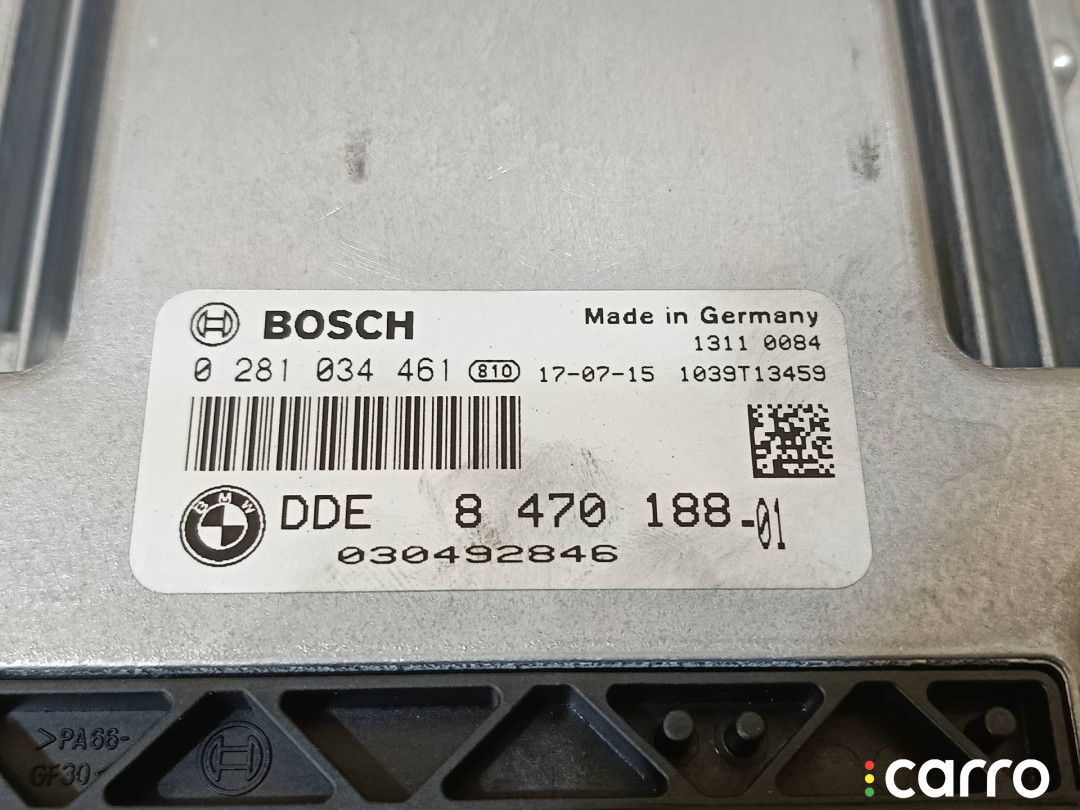 BOSCH
Made in Germany
1311 0084
0 281 034 461 810 17-07-15 1039T13459
BMW
DDE 8 470 188-01
030492846
>PA66-
GF30<
carro